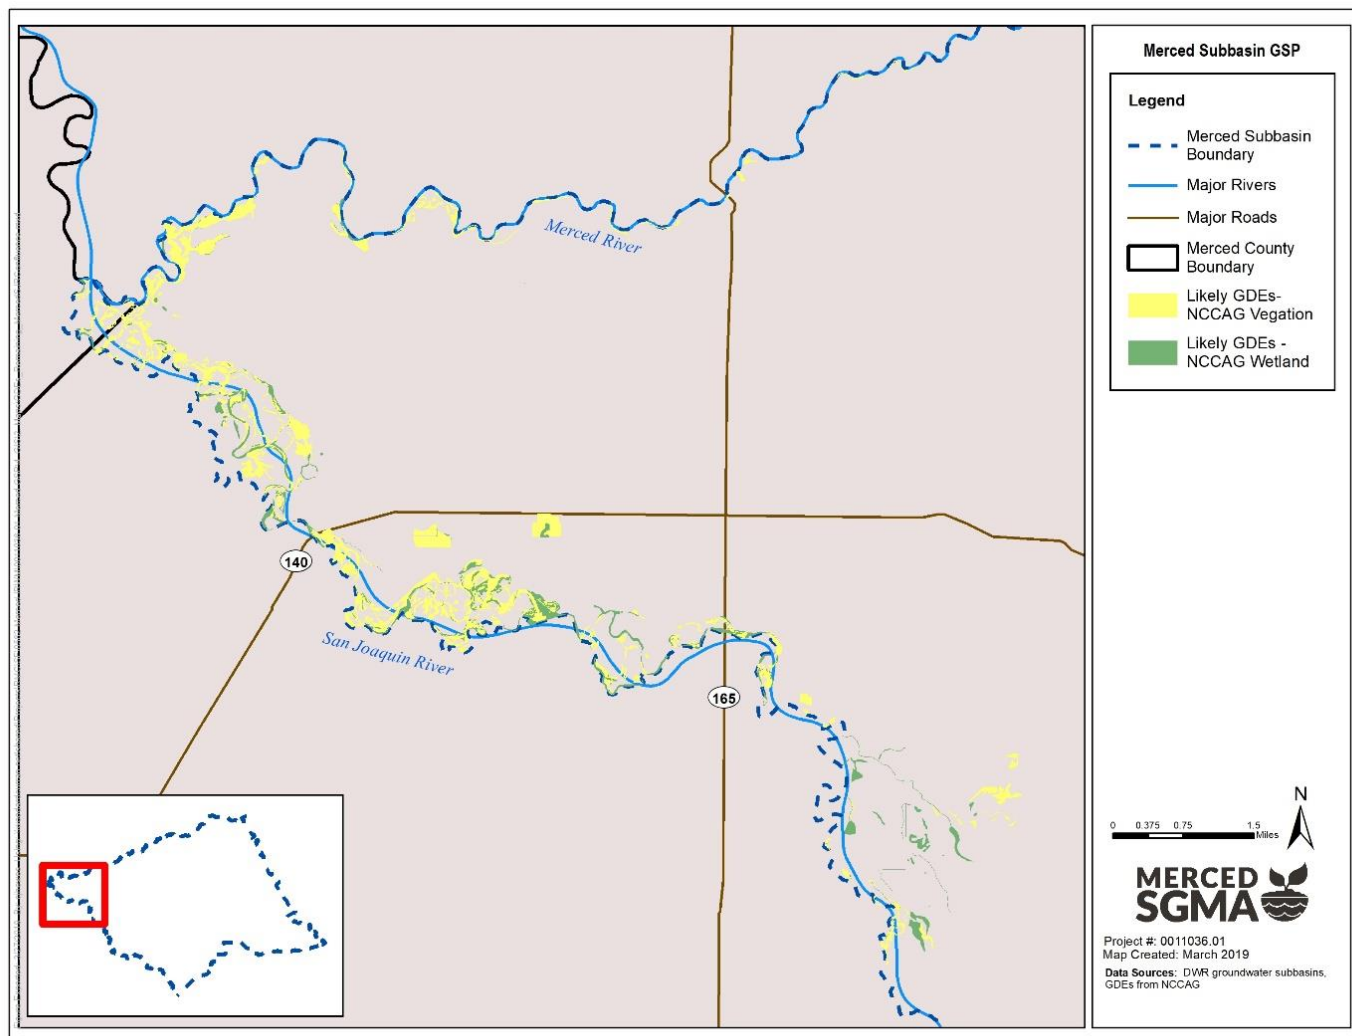 Merced River
140
San Joaquin River
165
Merced Subbasin GSP
Legend
Merced Subbasin
Boundary
Major Rivers
Major Roads
Merced County
Boundary
Likely GDEs-
NCCAG Vegation
Likely GDEs -
NCCAG Wetland
N
0 0.375 0.75 1.5
Miles
MERCED
SGMA
Project #: 0011036.01
Map Created: March 2019
Data Sources: DWR groundwater subbasins,
GDEs from NCCAG